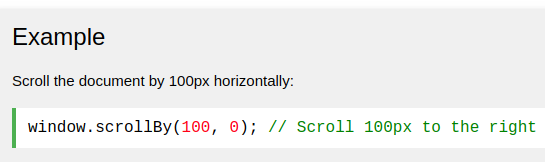 Example
Scroll the document by 100px horizontally:
window.scrollBy(100, 0); // Scroll 100px to the right